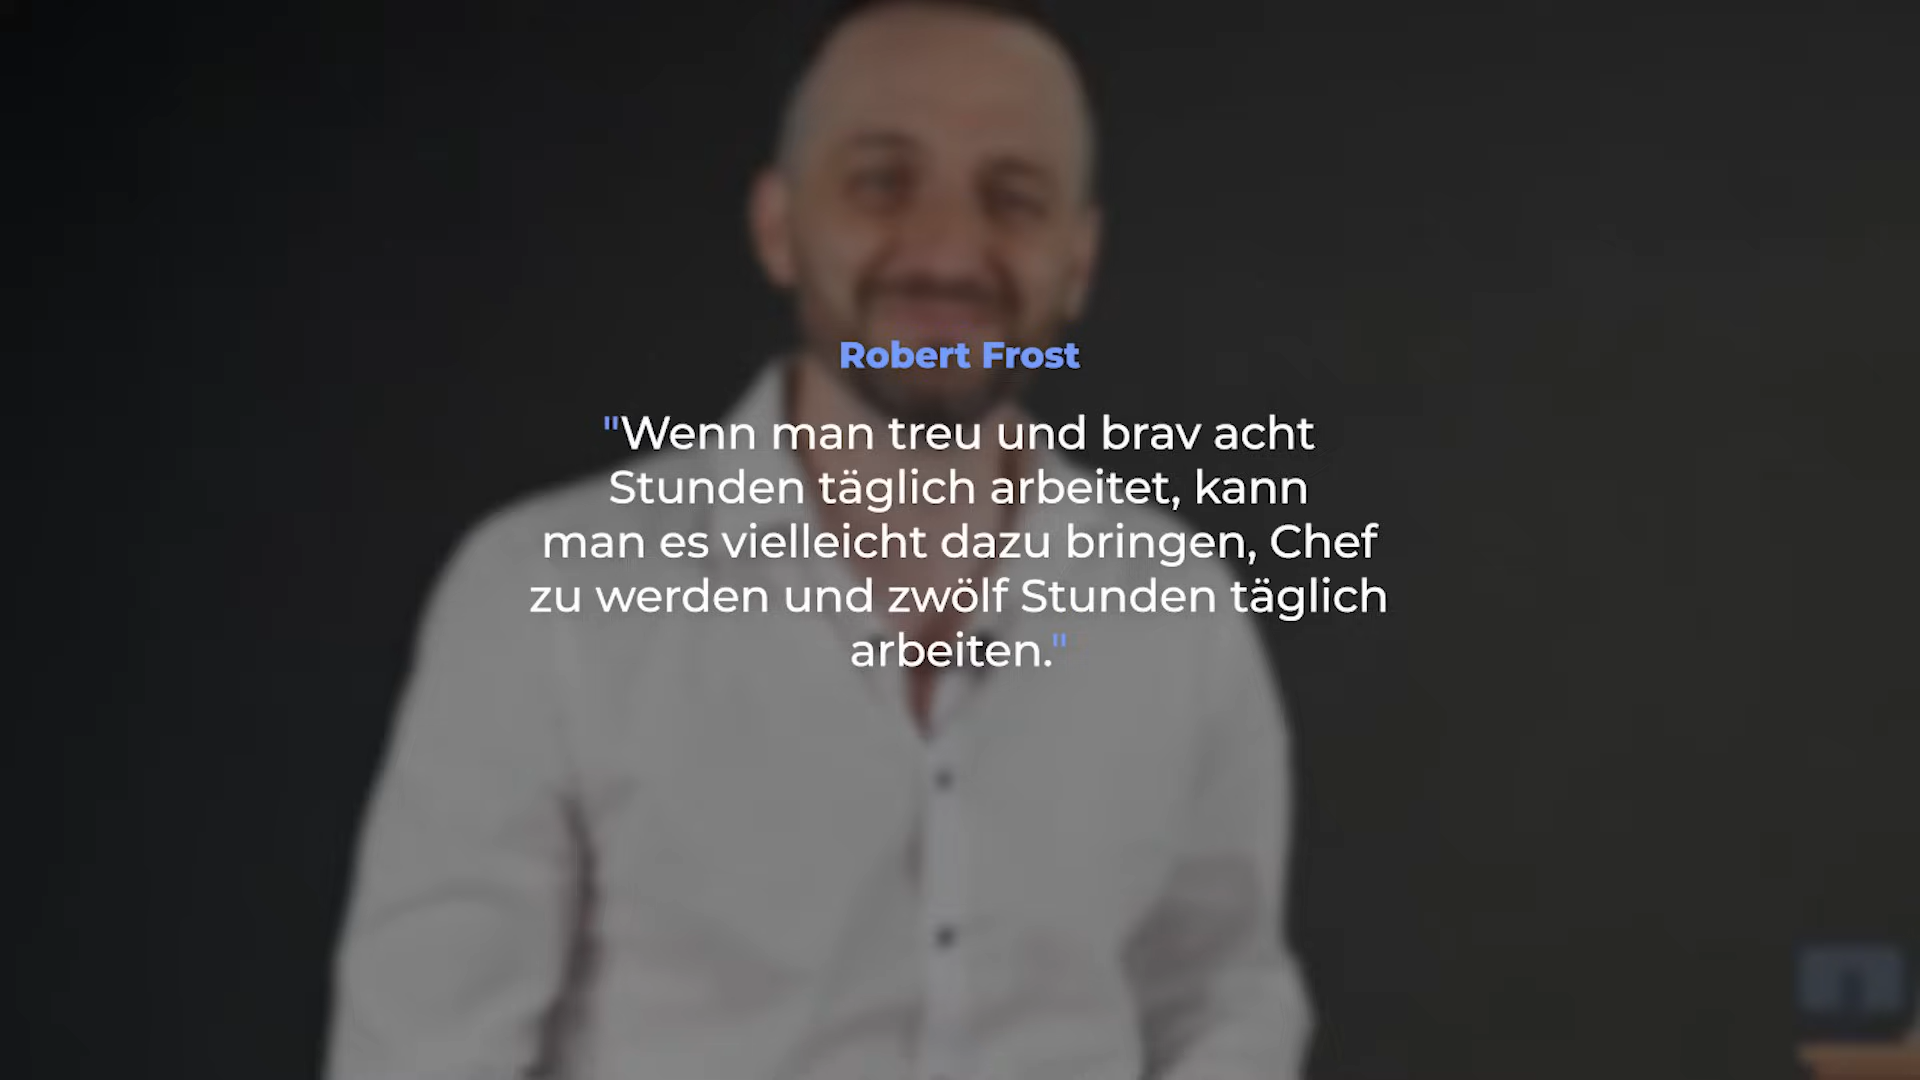 Robert Frost
"Wenn man treu und brav acht
Stunden täglich arbeitet, kann
man es vielleicht dazu bringen, Chef
zu werden und zwölf Stunden täglich
arbeiten."